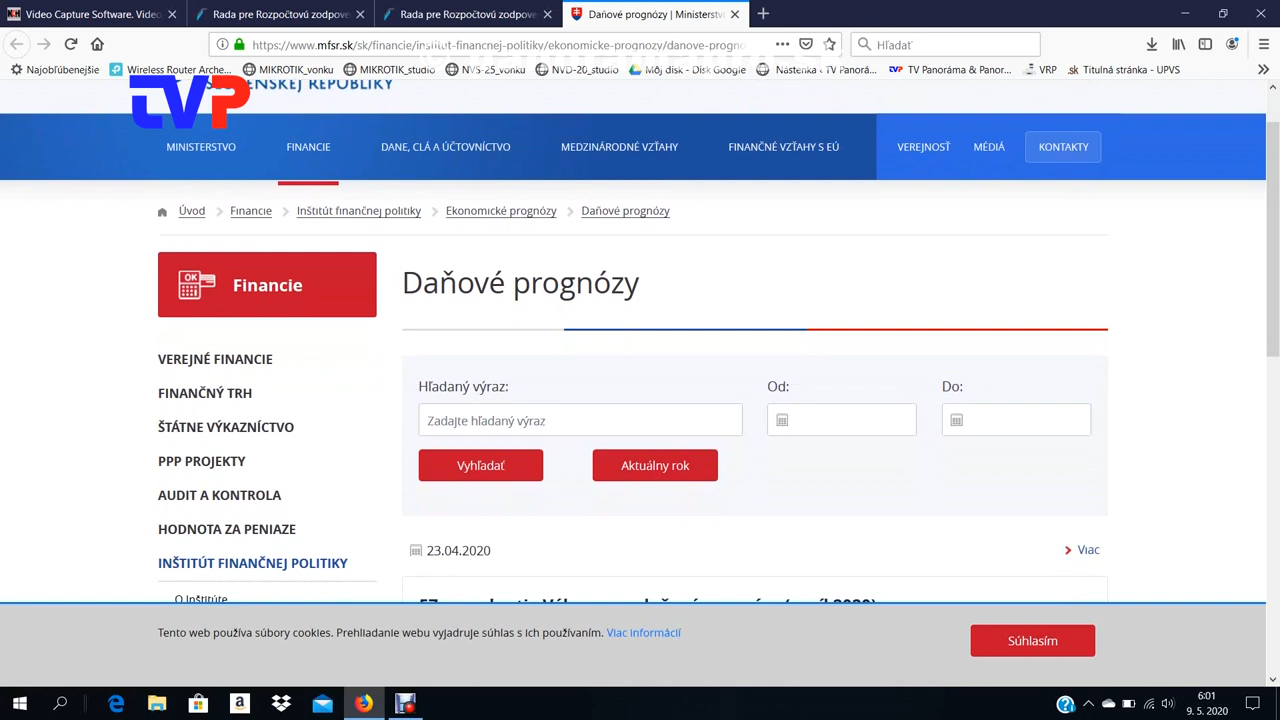 Video Capture Software. Video
Rada pre Rozpočtovú zodpove
Rada pre Rozpočtovú zodpove
Daňové prognózy | Ministerstv
https://www.mfsr.sk/sk/financie/institut-financnej-politiky/ekonomicke-prognozy/danove-progno
Hľadať
Najobľúbenejšie
Wireless Router Arche...
MIKROTIK_vonku
MIKROTIK_studio
NVS-25_vonku
NVD-20_studio
Môj disk - Disk Google
Nástenka ‹ TV Panorá...
TV Panoráma & Panor...
VRP
Titulná stránka - ÚPVS
TVP
SLOVENSKEJ REPUBLIKY
MINISTERSTVO
FINANCIE
DANE, CLÁ A ÚČTOVNÍCTVO
MEDZINÁRODNÉ VZŤAHY
FINANČNÉ VZŤAHY S EÚ
VEREJNOSŤ
MÉDIÁ
KONTAKTY
Úvod
Financie
Inštitút finančnej politiky
Ekonomické prognózy
Daňové prognózy
OK
Financie
Daňové prognózy
VEREJNÉ FINANCIE
FINANČNÝ TRH
ŠTÁTNE VÝKAZNÍCTVO
PPP PROJEKTY
AUDIT A KONTROLA
HODNOTA ZA PENIAZE
INŠTITÚT FINANČNEJ POLITIKY
O Inštitúte
Hľadaný výraz:
Od:
Do:
Zadajte hľadaný výraz
Vyhľadať
Aktuálny rok
23.04.2020
Viac
Tento web používa súbory cookies. Prehliadanie webu vyjadruje súhlas s ich používaním. Viac informácií
Súhlasím
6:01
9. 5. 2020